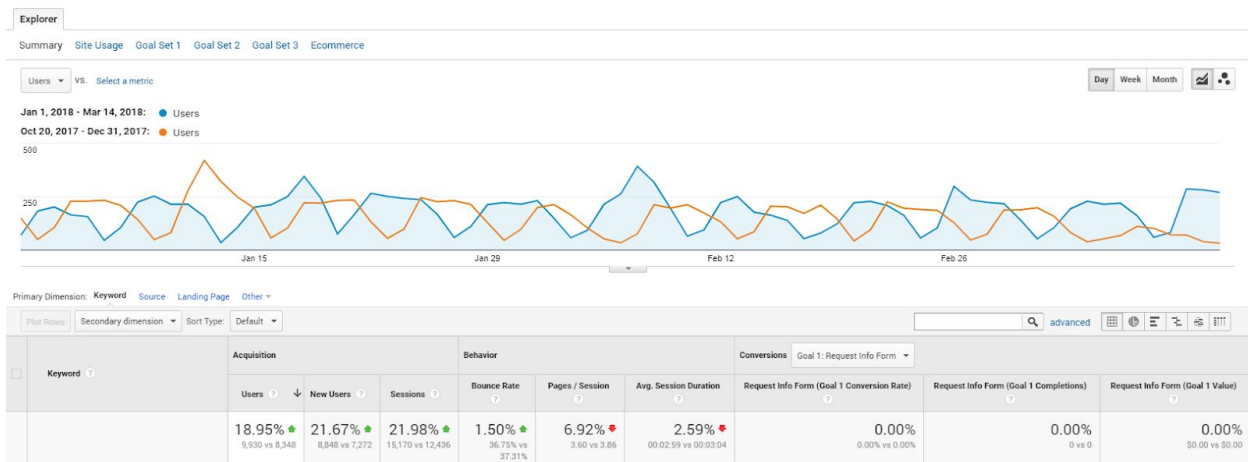 Explorer
Summary Site Usage Goal Set 1 Goal Set 2 Goal Set 3 Ecommerce
Users VS. Select a metric Day Week Month
Jan 1, 2018 - Mar 14, 2018: Users
Oct 20, 2017 - Dec 31, 2017: Users
500
250
Jan 15 Jan 29 Feb 12 Feb 26
Primary Dimension: Keyword Source Landing Page Other
Plot Rows Secondary dimension Sort Type: Default advanced
Acquisition Behavior Conversions Goal 1: Request Info Form
Keyword ?
Users ? New Users ? Sessions ? Bounce Rate ? Pages / Session ? Avg. Session Duration ? Request Info Form (Goal 1 Conversion Rate) ? Request Info Form (Goal 1 Completions) ? Request Info Form (Goal 1 Value) ?
18.95% 21.67% 21.98% 1.50% 6.92% 2.59% 0.00% 0.00% 0.00%
9,930 vs 8,348 8,848 vs 7,272 15,170 vs 12,436 36.75% vs 3.60 vs 3.86 00:02:59 vs 00:03:04 0.00% vs 0.00% 0 vs 0 $0.00 vs $0.00
37.31%